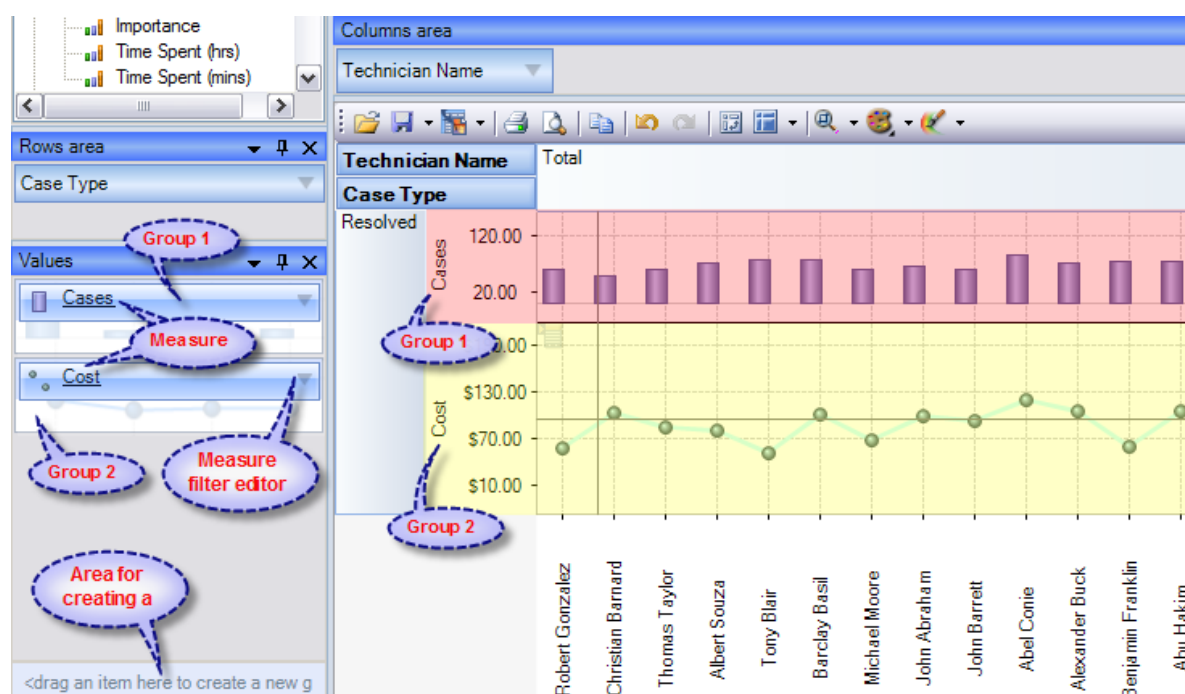 Importance
Time Spent (hrs)
Time Spent (mins)
Rows area
Case Type
Group 1
Values
Cases
Measure
Cost
Group 2
Measure
filter editor
Area for
creating a
<drag an item here to create a new g
Columns area
Technician Name
Technician Name
Total
Case Type
Resolved
Cases
120.00
20.00
Group 1
Cost
$130.00
$70.00
$10.00
Group 2
Robert Gonzalez
Christian Barnard
Thomas Taylor
Albert Souza
Tony Blair
Barclay Basil
Michael Moore
John Abraham
John Barrett
Abel Conie
Alexander Buck
Benjamin Franklin
Abu Hakim